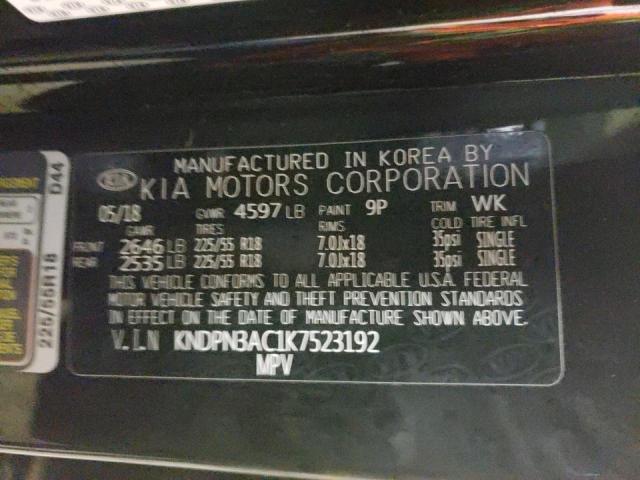 MANUFACTURED IN KOREA BY
KIA KIA MOTORS CORPORATION
05/18 GVWR 4597 LB PAINT 9P TRIM WK
GAWR TIRES RIMS COLD TIRE INFL
FRONT 2646 LB 225/55 R18 7.0Jx18 35psi SINGLE
REAR 2535 LB 225/55 R18 7.0Jx18 35psi SINGLE
THIS VEHICLE CONFORMS TO ALL APPLICABLE U.S.A. FEDERAL
MOTOR VEHICLE SAFETY AND THEFT PREVENTION STANDARDS
IN EFFECT ON THE DATE OF MANUFACTURE SHOWN ABOVE.
V.I.N KNDPN3AC1K7523192
MPV
225/55R18 D44